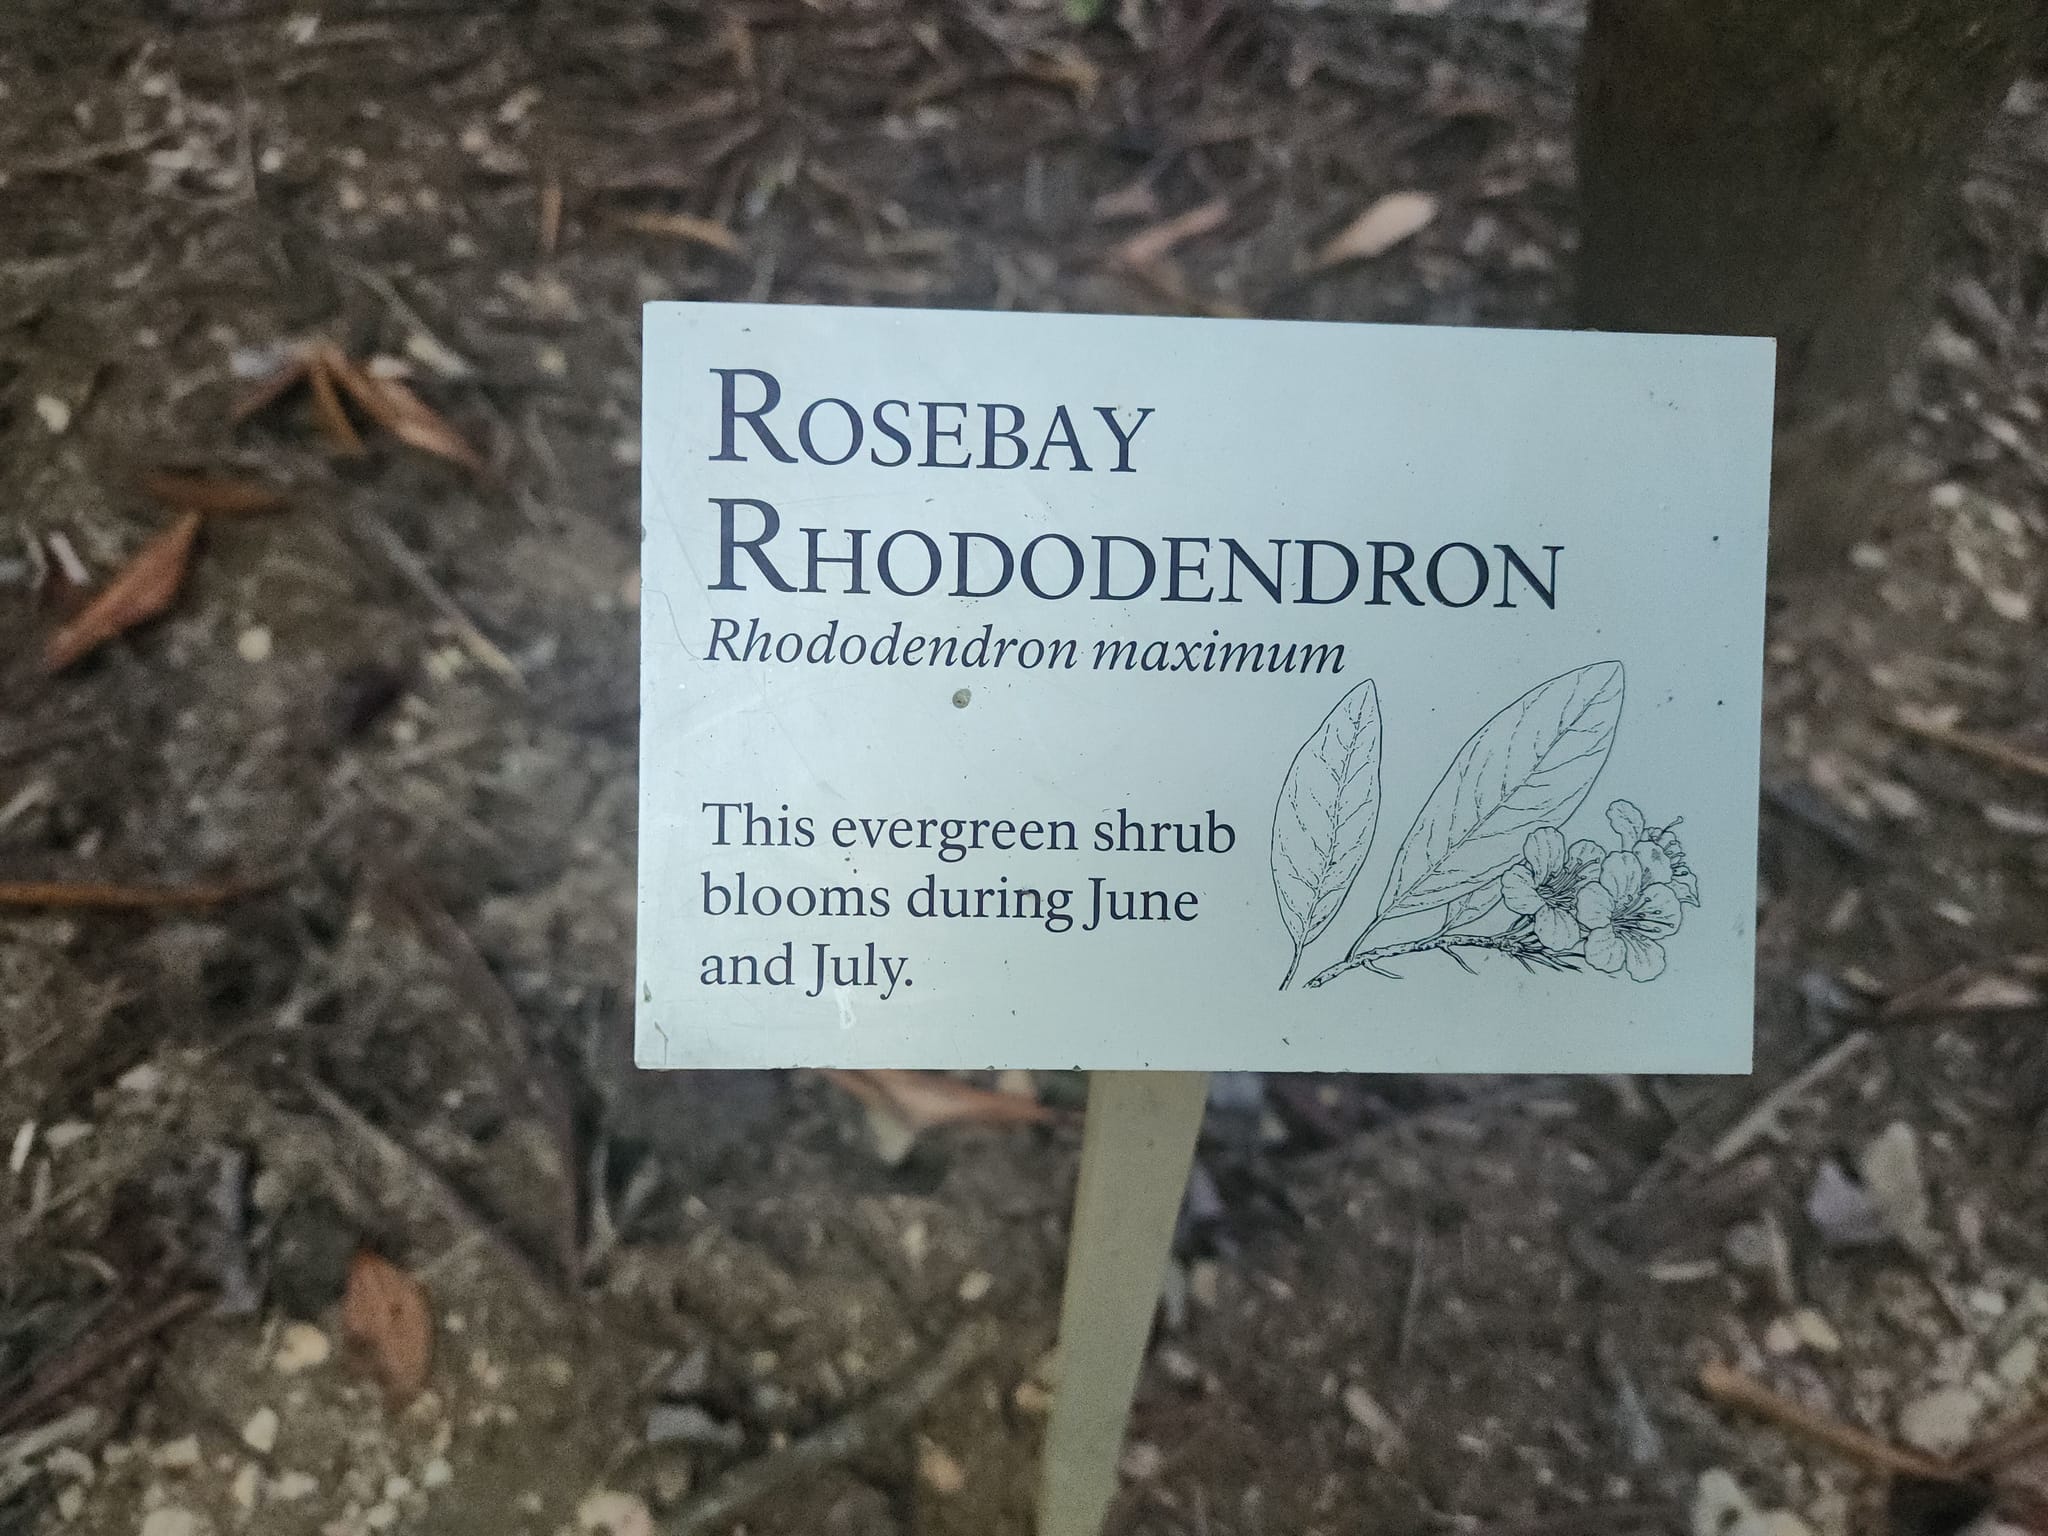 ROSEBAY
RHODODENDRON
Rhododendron maximum
This evergreen shrub
blooms during June
and July.